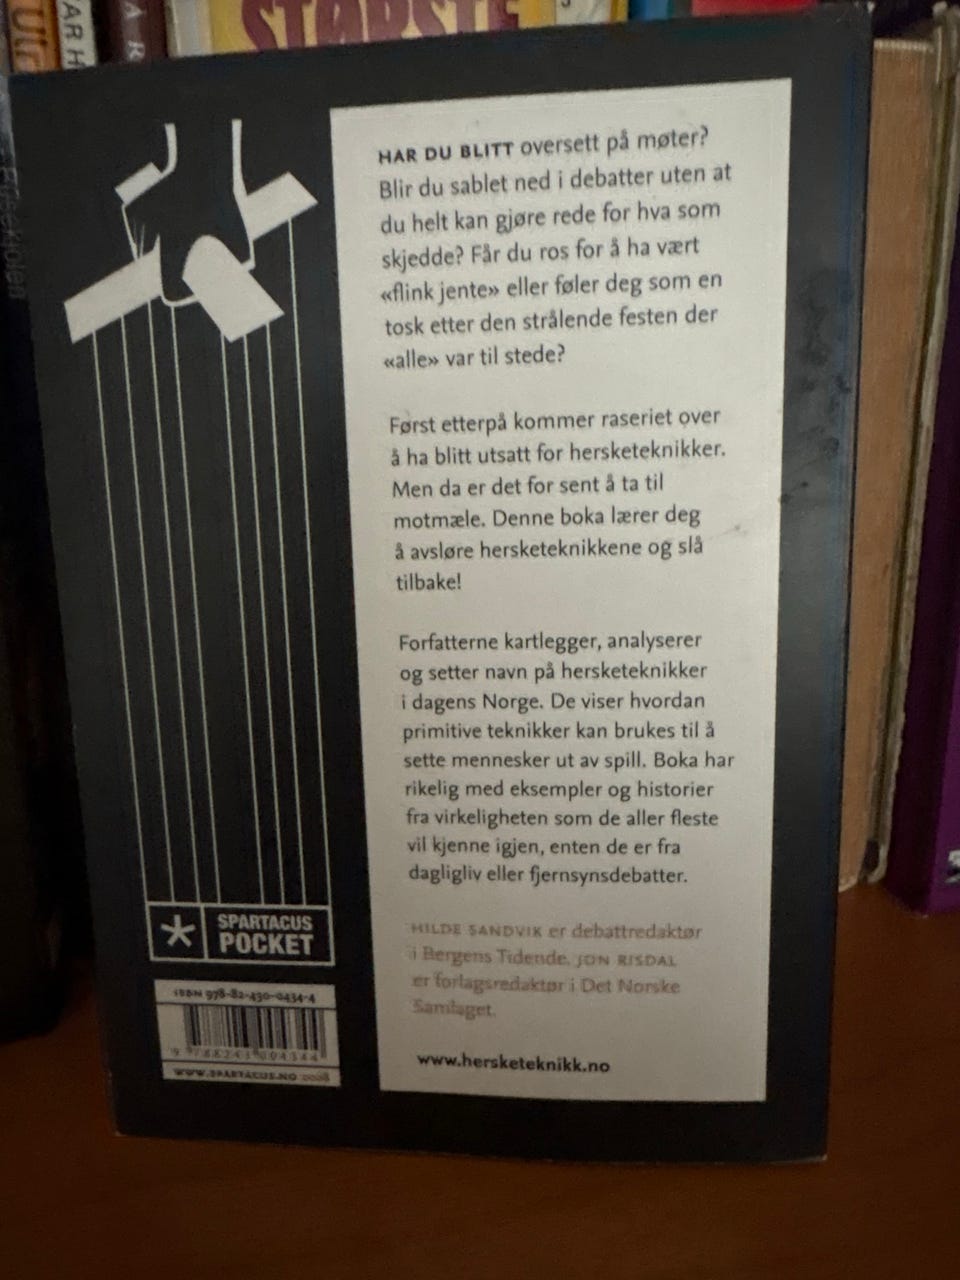 STØRSTE
HAR DU BLITT oversett på møter?
Blir du sablet ned i debatter uten at
du helt kan gjøre rede for hva som
skjedde? Får du ros for å ha vært
«flink jente» eller føler deg som en
tosk etter den strålende festen der
«alle» var til stede?
Først etterpå kommer raseriet over
å ha blitt utsatt for hersketeknikker.
Men da er det for sent å ta til
motmæle. Denne boka lærer deg
å avsløre hersketeknikkene og slå
tilbake!
Forfatterne kartlegger, analyserer
og setter navn på hersketeknikker
i dagens Norge. De viser hvordan
primitive teknikker kan brukes til å
sette mennesker ut av spill. Boka har
rikelig med eksempler og historier
fra virkeligheten som de aller fleste
vil kjenne igjen, enten de er fra
dagligliv eller fjernsynsdebatter.
HILDE SANDVIK er debattredaktør
i Bergens Tidende. JON RISDAL
er forlagsredaktør i Det Norske
Samlaget.
www.hersketeknikk.no
SPARTACUS
POCKET
ISBN 978-82-430-0434-4
9 788243 004344
WWW.SPARTACUS.NO 2008